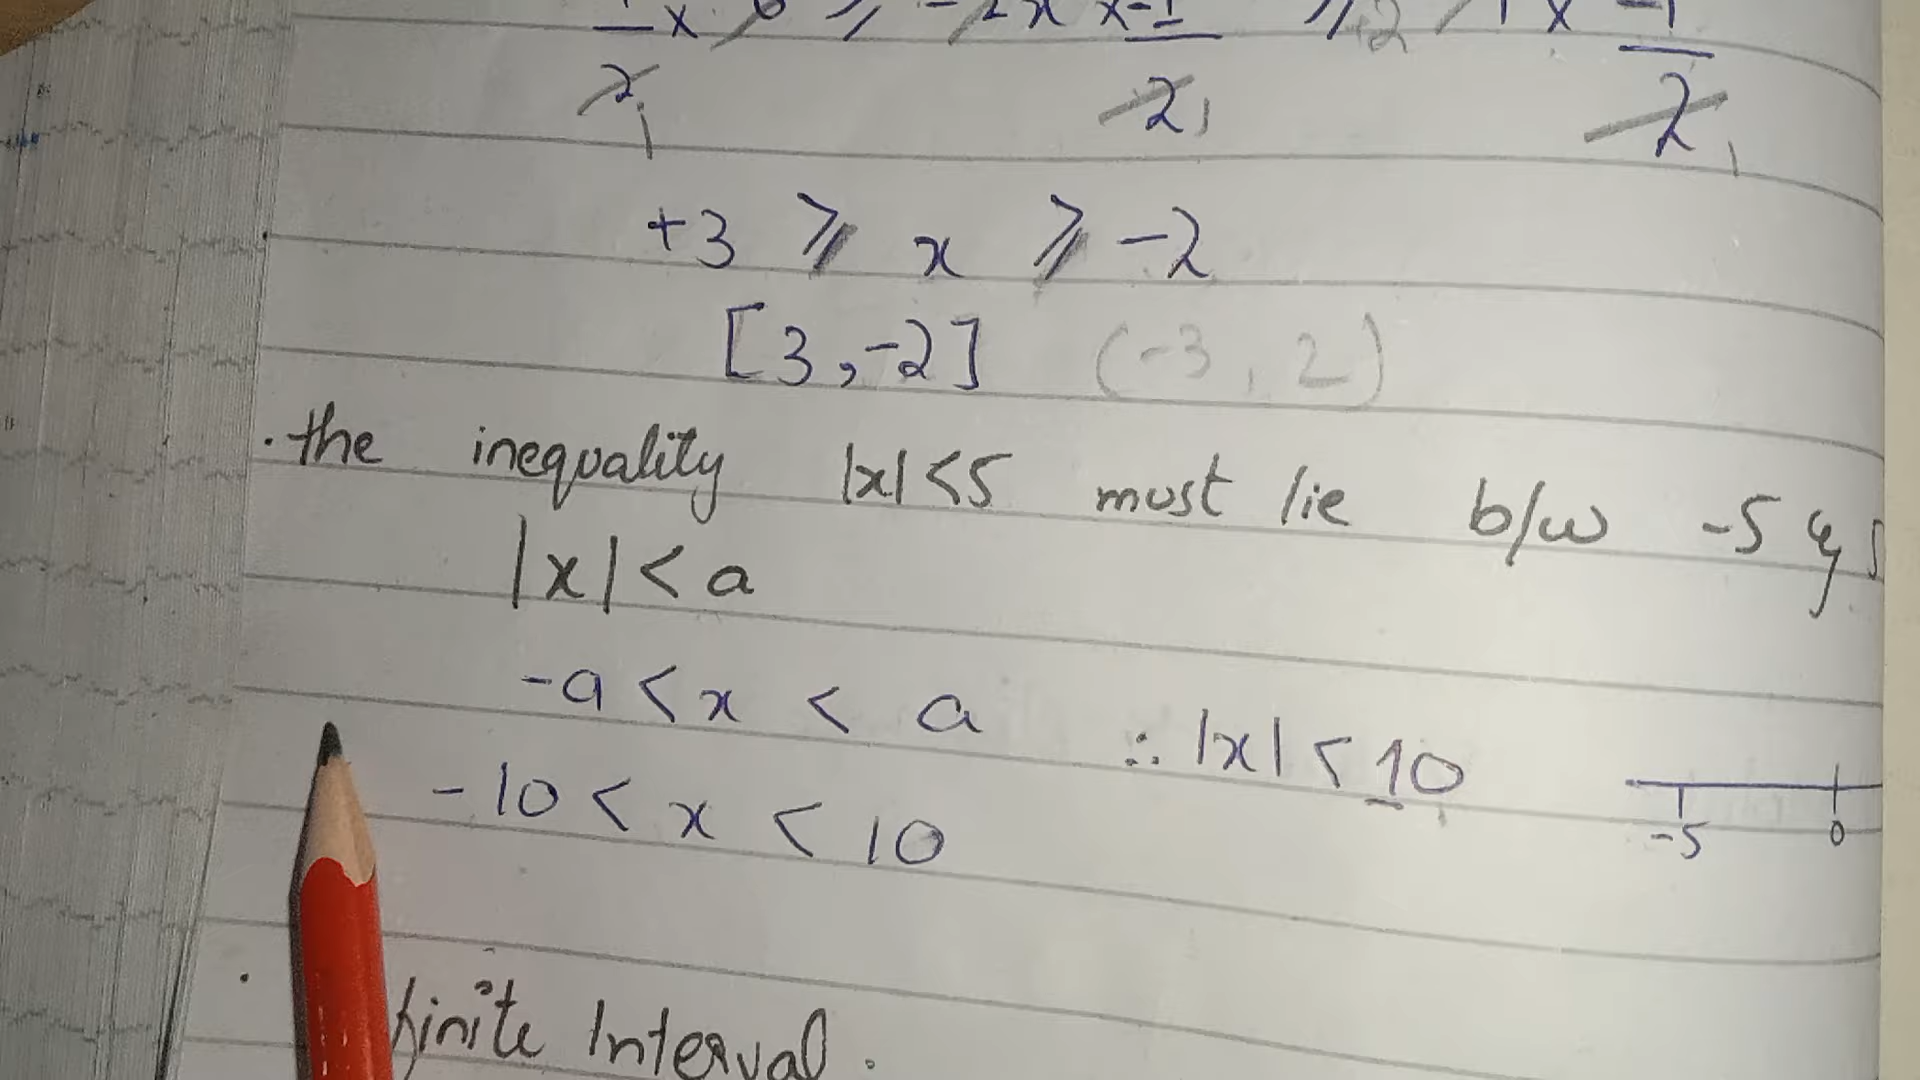 +3 ⩾ x ⩾ -2
[3,-2] (-3, 2)
. the inequality |x|<5 must lie b/w -5 & 5
|x| < a
-a < x < a ∴ |x| < 10
-10 < x < 10
-5 0
. finite Interval.